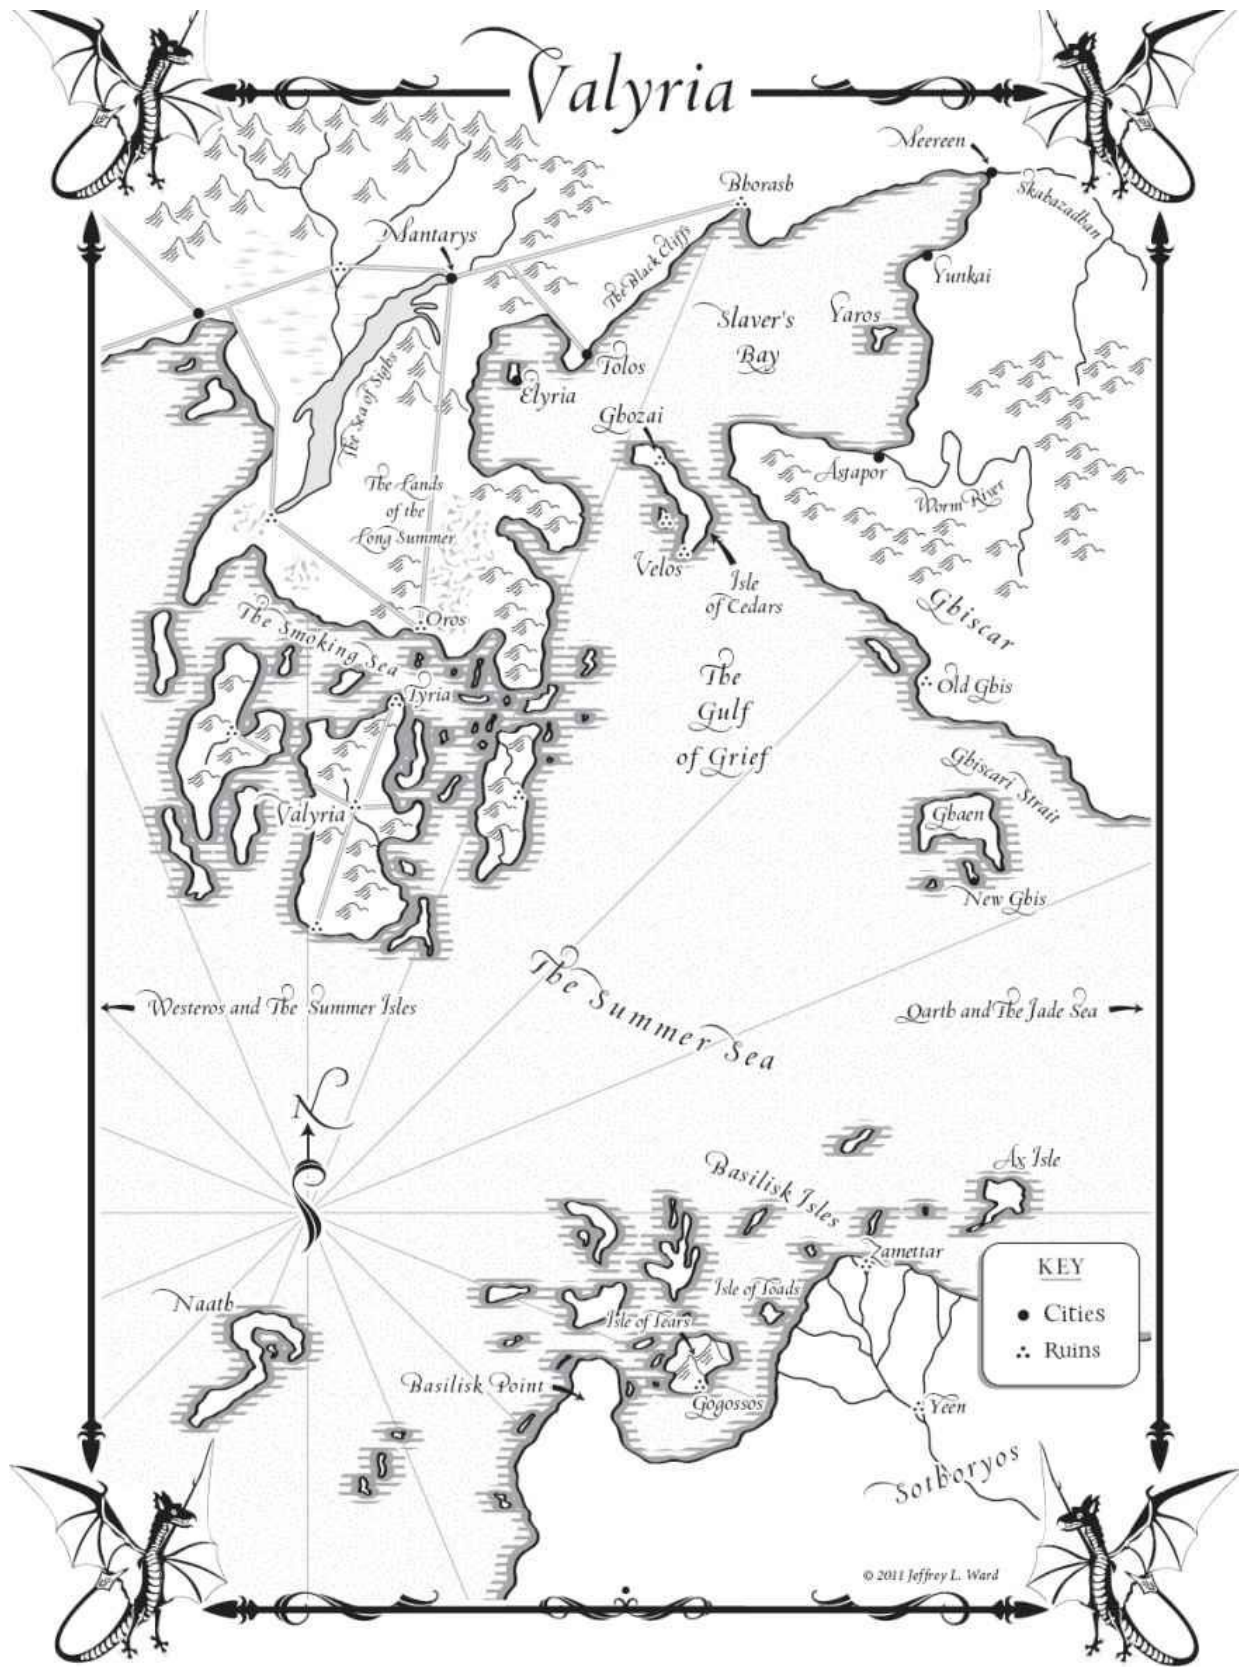 Valyria
Meereen
Skahazadhan
Bhorash
Mantarys
The Black Cliffs
Yunkai
Slaver's
Bay
Yaros
Tolos
Elyria
The Sea of Sighs
Ghozai
Astapor
Worm River
The Lands
of the
Long Summer
Velos
Isle
of Cedars
Ghiscar
Oros
The Smoking Sea
Tyria
The
Gulf
of Grief
Old Ghis
Ghiscari Strait
Valyria
Ghaen
New Ghis
The Summer Sea
Westeros and The Summer Isles
Qarth and The Jade Sea
N
Basilisk Isles
Ax Isle
Zamettar
Isle of Toads
Naath
Isle of Tears
KEY
Cities
Ruins
Basilisk Point
Gogossos
Yeen
Sothoryos
© 2011 Jeffrey L. Ward